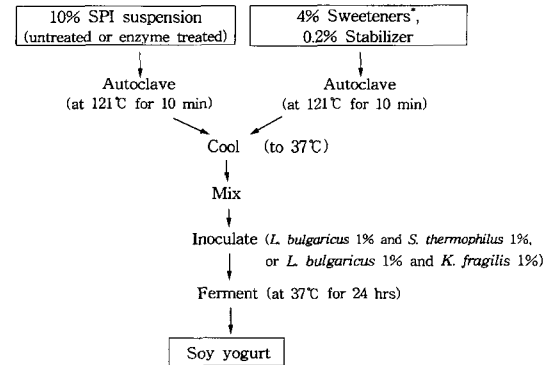 10% SPI suspension
(untreated or enzyme treated)
4% Sweeteners*,
0.2% Stabilizer
Autoclave
(at 121℃ for 10 min)
Autoclave
(at 121℃ for 10 min)
Cool (to 37℃)
Mix
Inoculate (L. bulgaricus 1% and S. thermophilus 1%,
or L. bulgaricus 1% and K. fragilis 1%)
Ferment (at 37℃ for 24 hrs)
Soy yogurt